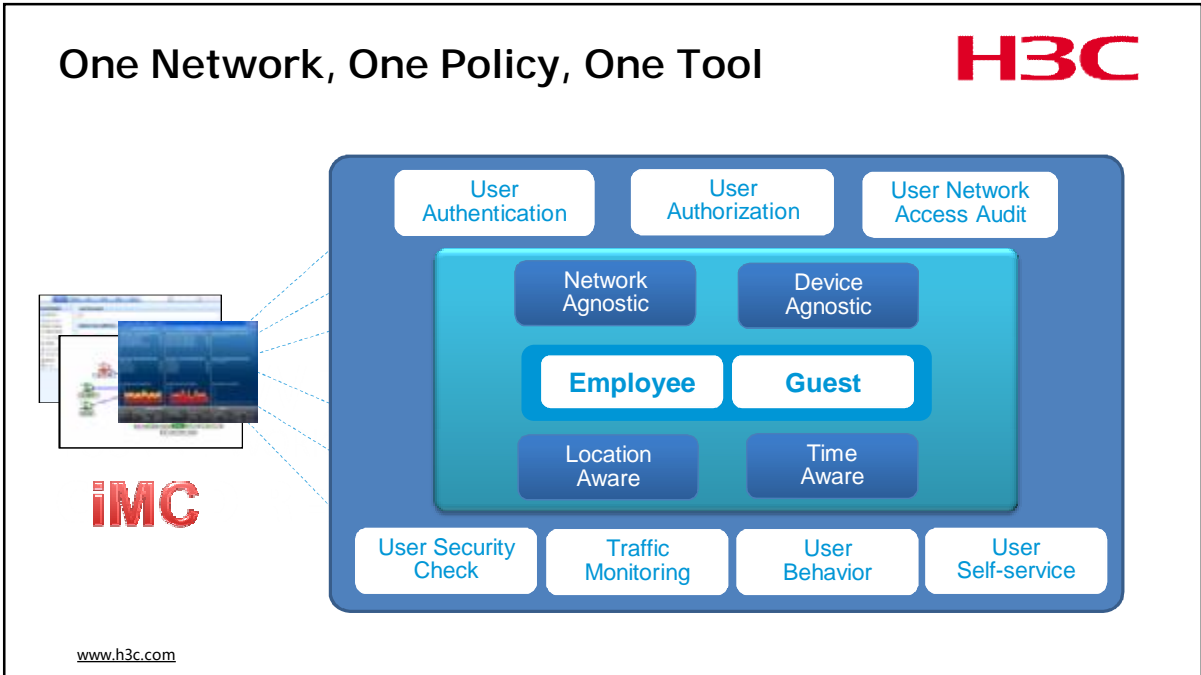 One Network, One Policy, One Tool
H3C
User
Authentication
User
Authorization
User Network
Access Audit
Network
Agnostic
Device
Agnostic
Employee
Guest
Location
Aware
Time
Aware
iMC
User Security
Check
Traffic
Monitoring
User
Behavior
User
Self-service
www.h3c.com